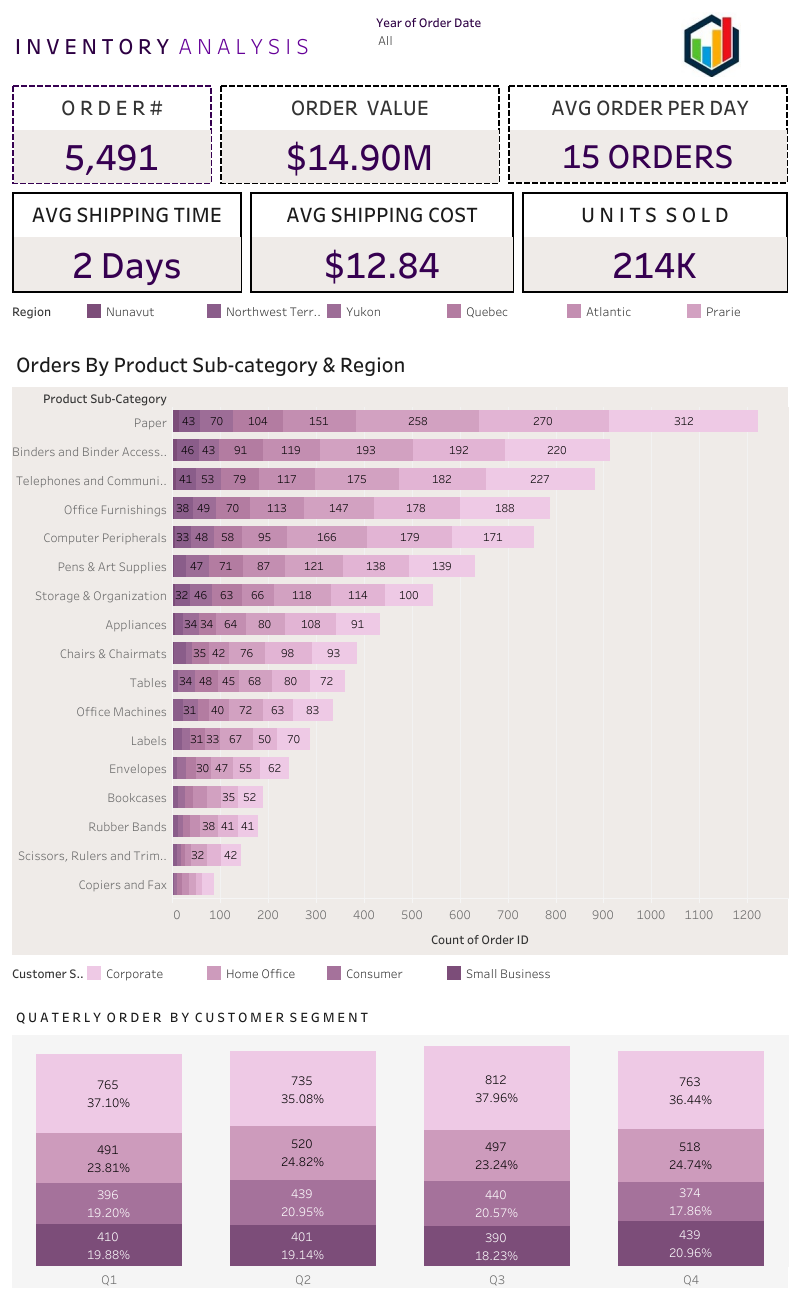 Year of Order Date
INVENTORY ANALYSIS
All
ORDER#
ORDER VALUE
AVG ORDER PER DAY
5,491
$14.90M
15 ORDERS
AVG SHIPPING TIME
AVG SHIPPING COST
UNITS SOLD
2 Days
$12.84
214K
Region
Nunavut
Northwest Terr..
Yukon
Quebec
Atlantic
Prarie
Orders By Product Sub-category & Region
Product Sub-Category
Paper 43 70 104 151 258 270 312
Binders and Binder Access.. 46 43 91 119 193 192 220
Telephones and Communi.. 41 53 79 117 175 182 227
Office Furnishings 38 49 70 113 147 178 188
Computer Peripherals 33 48 58 95 166 179 171
Pens & Art Supplies 47 71 87 121 138 139
Storage & Organization 32 46 63 66 118 114 100
Appliances 34 34 64 80 108 91
Chairs & Chairmats 35 42 76 98 93
Tables 34 48 45 68 80 72
Office Machines 31 40 72 63 83
Labels 31 33 67 50 70
Envelopes 30 47 55 62
Bookcases 35 52
Rubber Bands 38 41 41
Scissors, Rulers and Trim.. 32 42
Copiers and Fax
0 100 200 300 400 500 600 700 800 900 1000 1100 1200
Count of Order ID
Customer S..
Corporate
Home Office
Consumer
Small Business
QUATERLY ORDER BY CUSTOMER SEGMENT
765
37.10%
491
23.81%
396
19.20%
410
19.88%
Q1
735
35.08%
520
24.82%
439
20.95%
401
19.14%
Q2
812
37.96%
497
23.24%
440
20.57%
390
18.23%
Q3
763
36.44%
518
24.74%
374
17.86%
439
20.96%
Q4